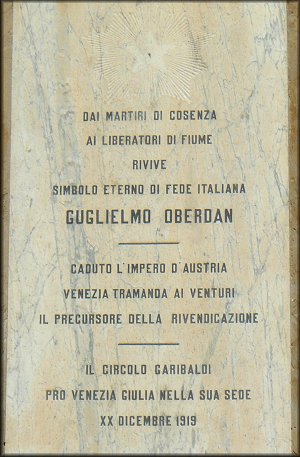 DAI MARTIRI DI COSENZA
AI LIBERATORI DI FIUME
RIVIVE
SIMBOLO ETERNO DI FEDE ITALIANA
GUGLIELMO OBERDAN
CADUTO L'IMPERO D'AUSTRIA
VENEZIA TRAMANDA AI VENTURI
IL PRECURSORE DELLA RIVENDICAZIONE
IL CIRCOLO GARIBALDI
PRO VENEZIA GIULIA NELLA SUA SEDE
XX DICEMBRE 1919